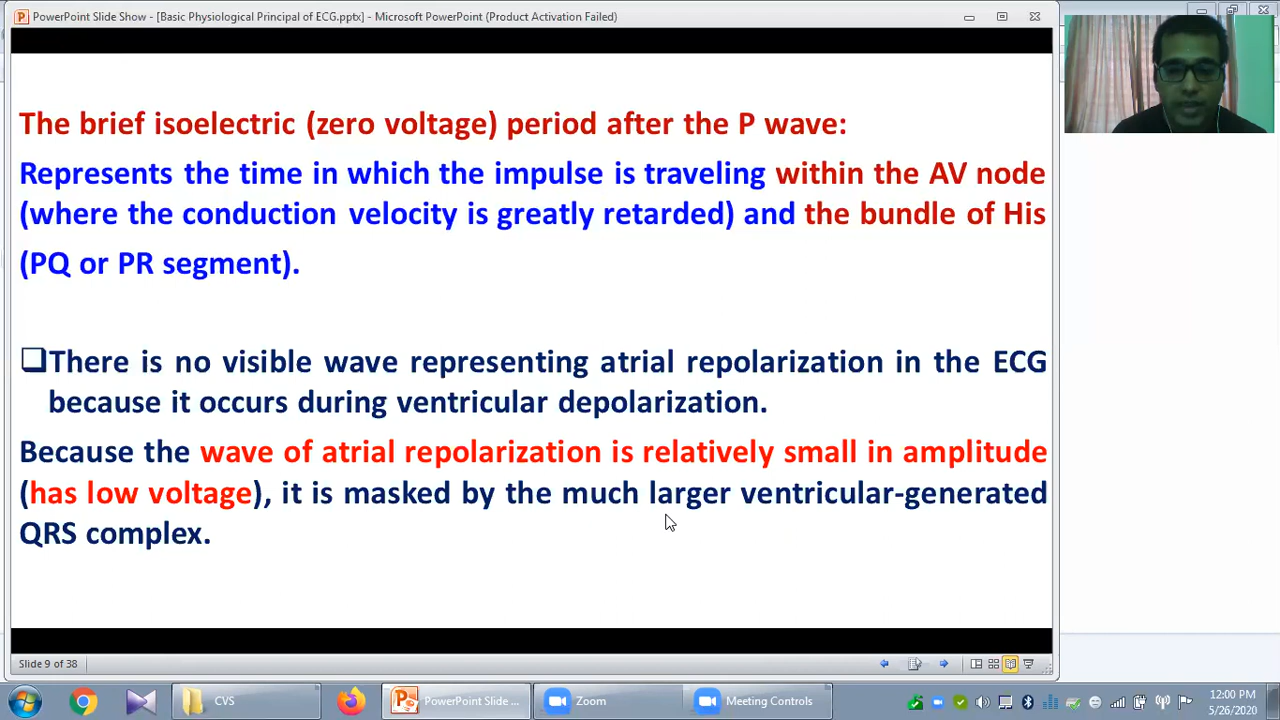 PowerPoint Slide Show - [Basic Physiological Principal of ECG.pptx] - Microsoft PowerPoint (Product Activation Failed)
The brief isoelectric (zero voltage) period after the P wave:
Represents the time in which the impulse is traveling within the AV node
(where the conduction velocity is greatly retarded) and the bundle of His
(PQ or PR segment).
There is no visible wave representing atrial repolarization in the ECG
because it occurs during ventricular depolarization.
Because the wave of atrial repolarization is relatively small in amplitude
(has low voltage), it is masked by the much larger ventricular-generated
QRS complex.
Slide 9 of 38
CVS
PowerPoint Slide ...
Zoom
Meeting Controls
12:00 PM
5/26/2020